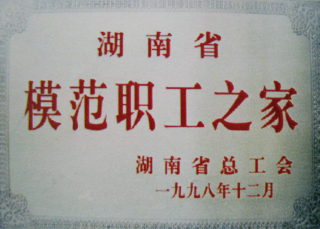 湖南省
模范职工之家
湖南省总工会
一九九八年十二月